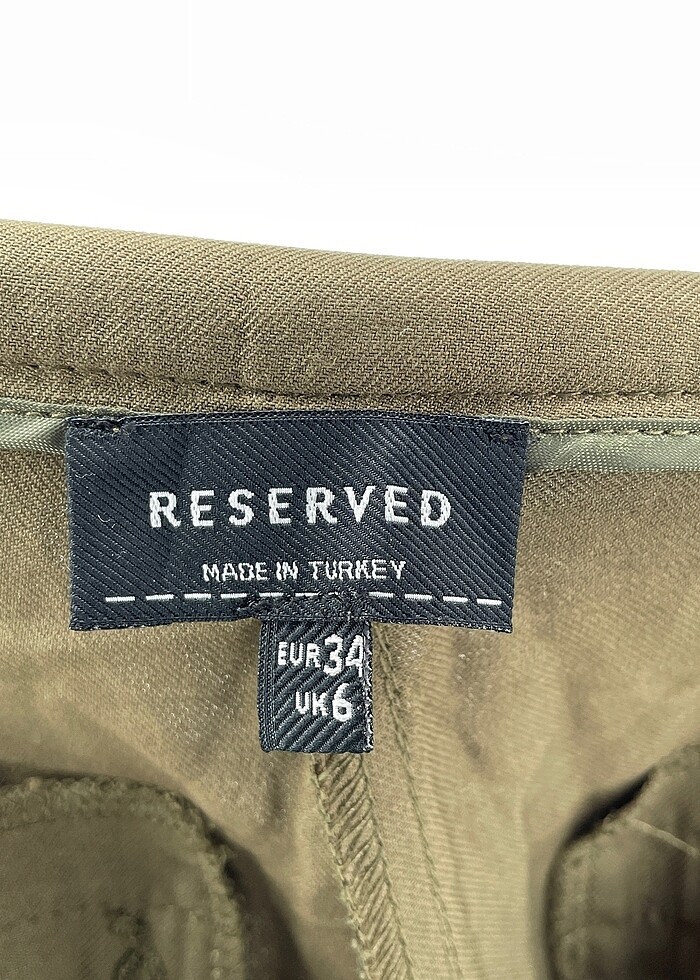 RESERVED
MADE IN TURKEY
EUR 34
UK 6